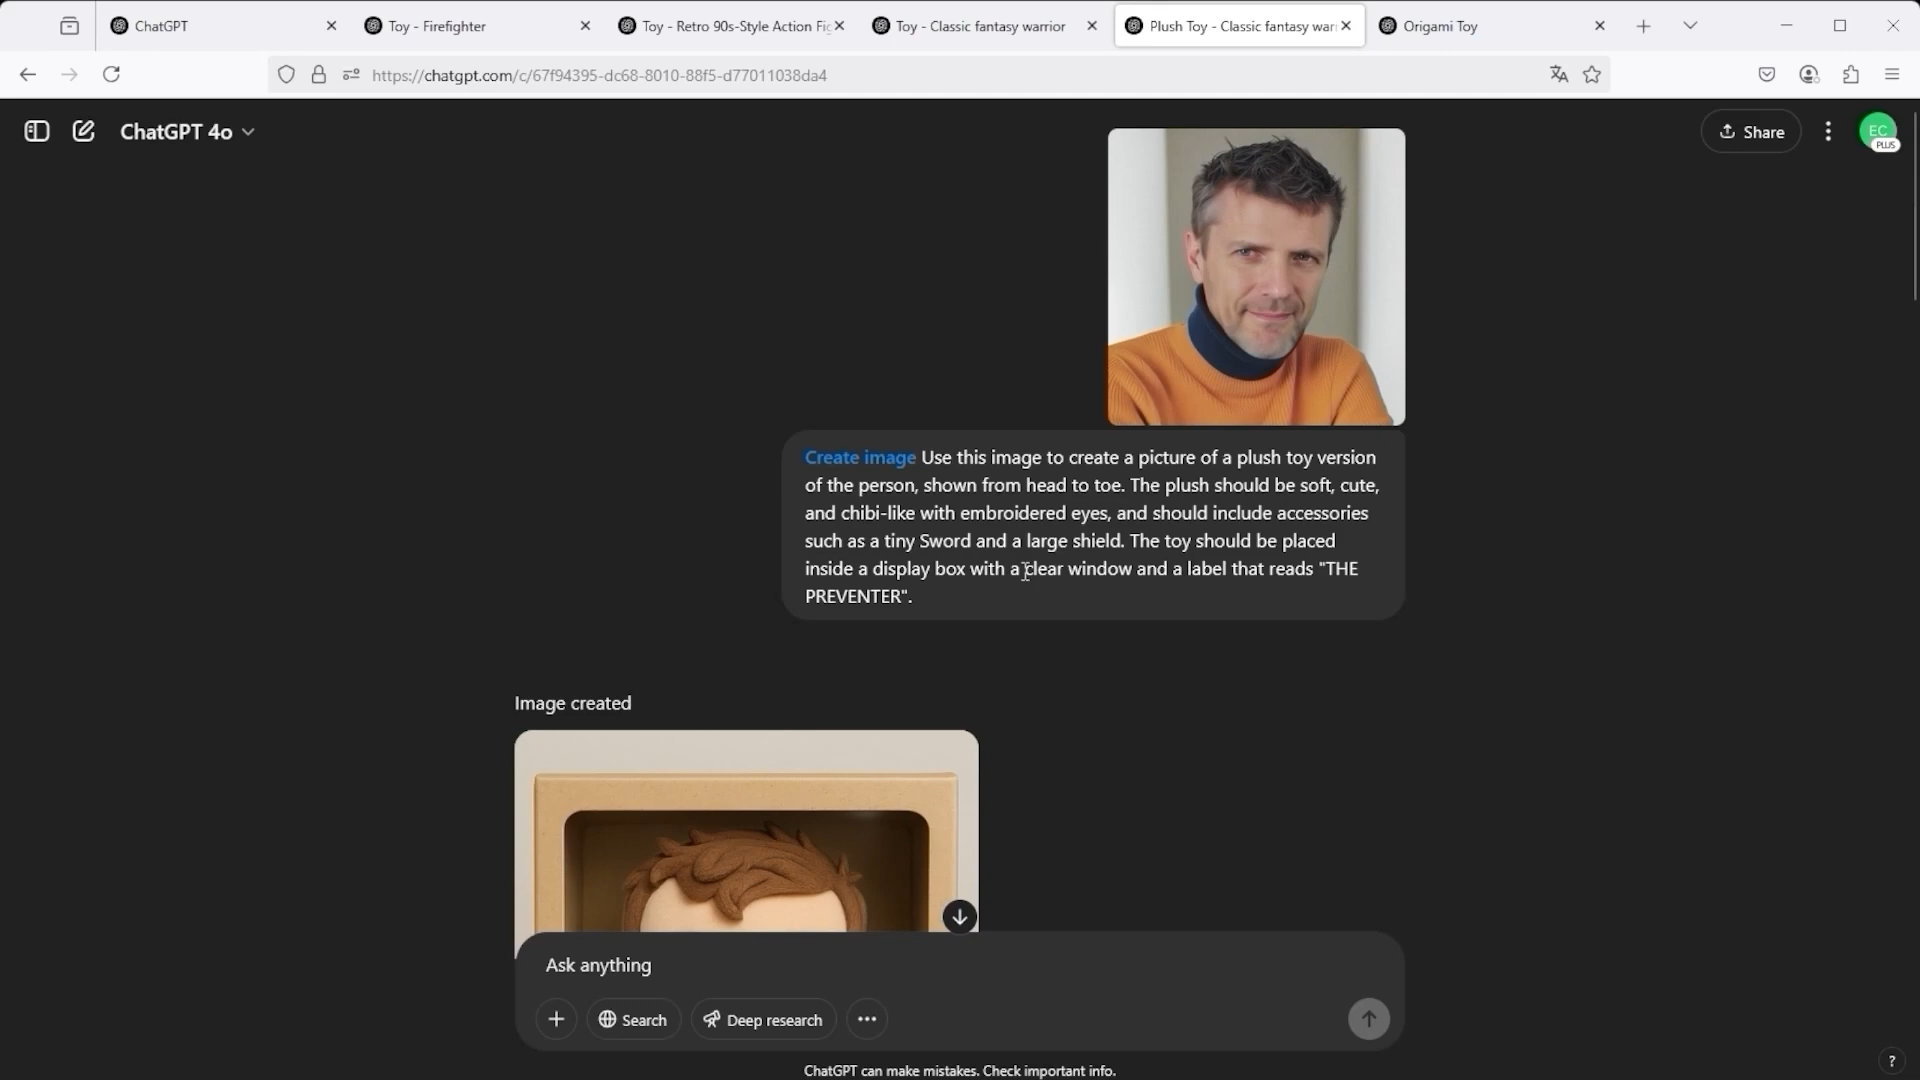 ChatGPT
Toy - Firefighter
Toy - Retro 90s-Style Action Fig
Toy - Classic fantasy warrior
Plush Toy - Classic fantasy warr
Origami Toy
https://chatgpt.com/c/67f94395-dc68-8010-88f5-d77011038da4
ChatGPT 4o
Share
EC
PLUS
Create image Use this image to create a picture of a plush toy version
of the person, shown from head to toe. The plush should be soft, cute,
and chibi-like with embroidered eyes, and should include accessories
such as a tiny Sword and a large shield. The toy should be placed
inside a display box with a clear window and a label that reads "THE
PREVENTER".
Image created
Ask anything
Search
Deep research
ChatGPT can make mistakes. Check important info.
?